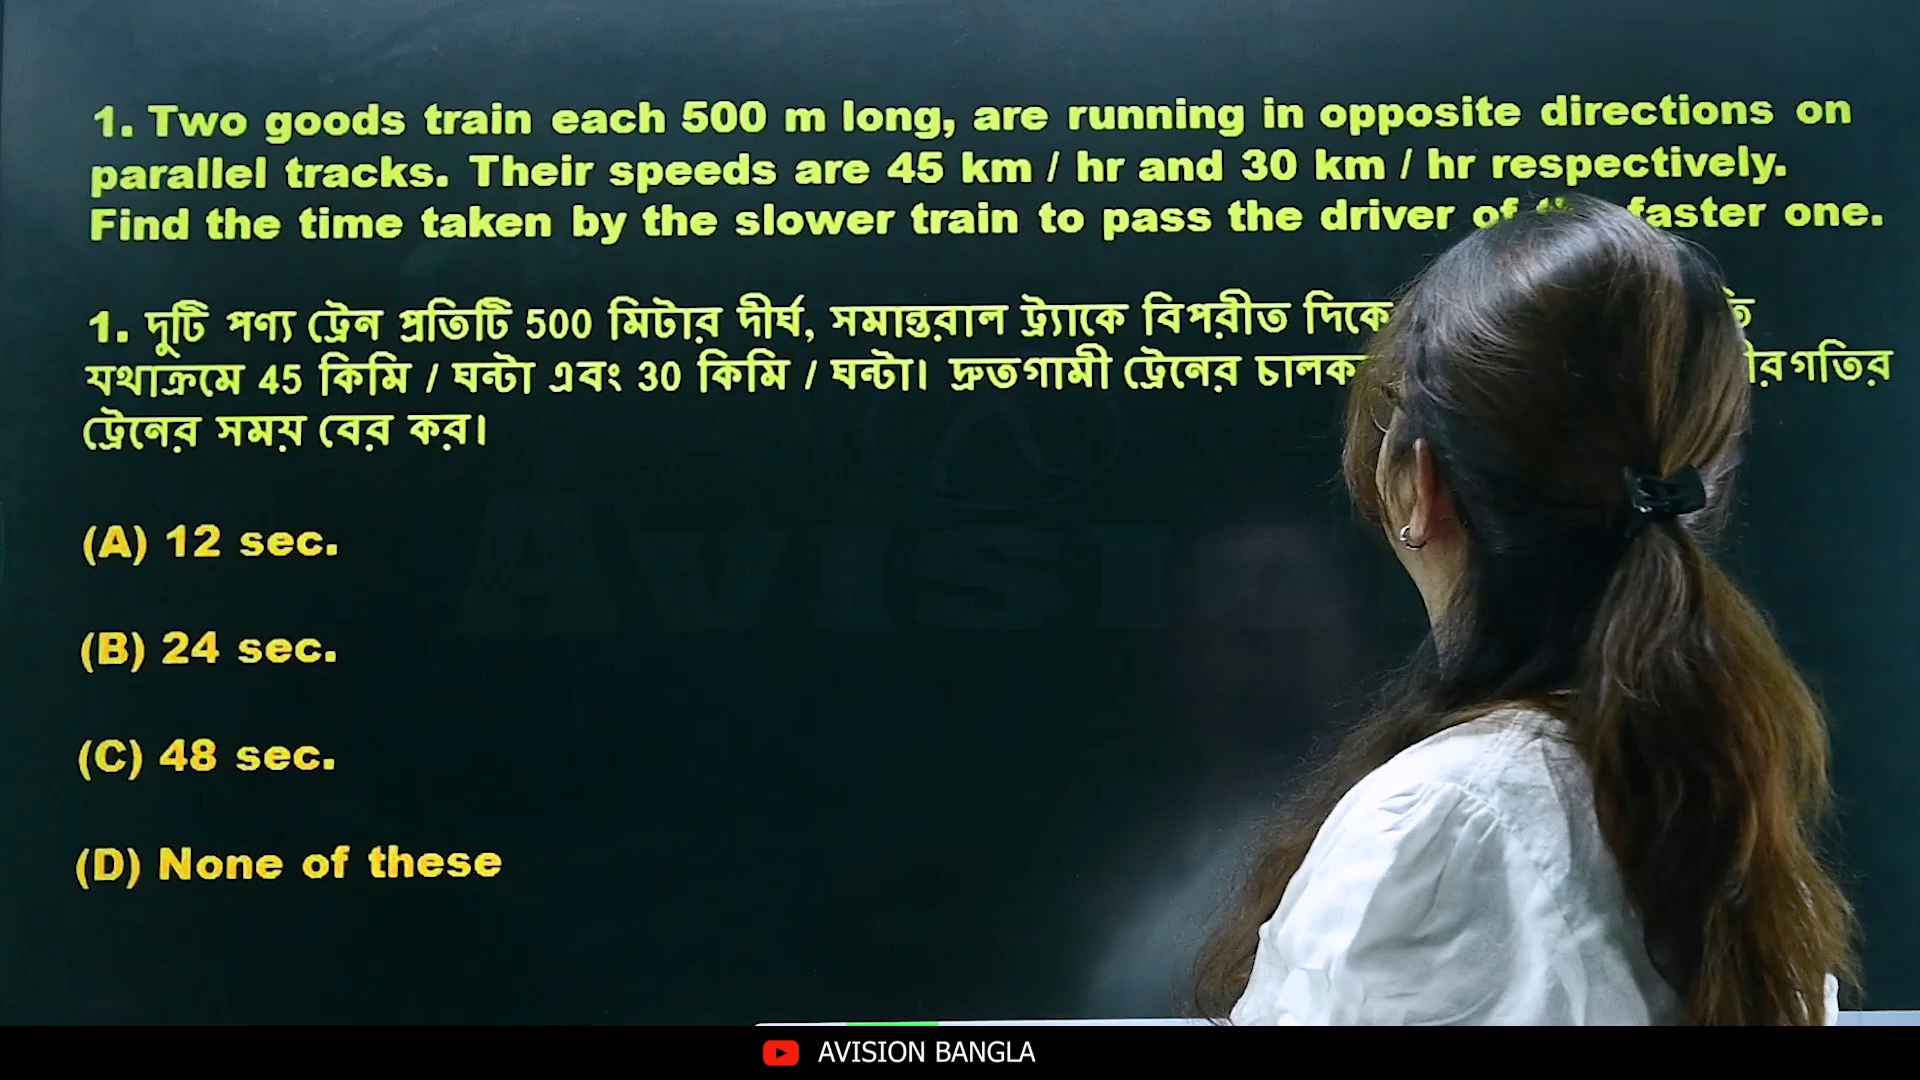 1. Two goods train each 500 m long, are running in opposite directions on
parallel tracks. Their speeds are 45 km / hr and 30 km / hr respectively.
Find the time taken by the slower train to pass the driver of faster one.
1. দুটি পণ্য ট্রেন প্রতিটি 500 মিটার দীর্ঘ, সমান্তরাল ট্র্যাকে বিপরীত দিকে
যথাক্রমে 45 কিমি / ঘন্টা এবং 30 কিমি / ঘন্টা। দ্রুতগামী ট্রেনের চালক
ট্রেনের সময় বের কর।
(A) 12 sec.
(B) 24 sec.
(C) 48 sec.
(D) None of these
AVISION BANGLA